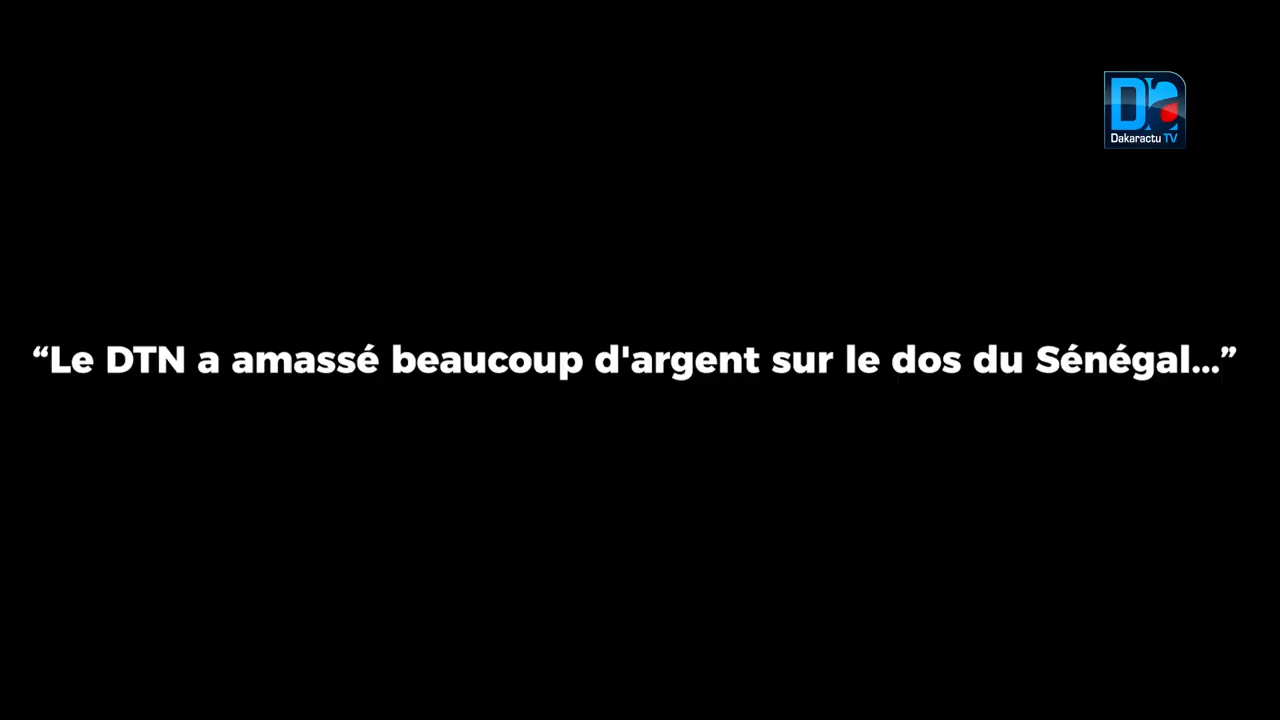 Dakaractu TV
“Le DTN a amassé beaucoup d'argent sur le dos du Sénégal...”